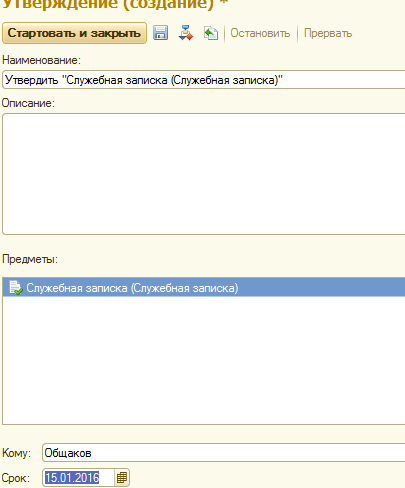 Утверждение (создание) *
Стартовать и закрыть Остановить Прервать
Наименование:
Утвердить "Служебная записка (Служебная записка)"
Описание:
Предметы:
Служебная записка (Служебная записка)
Кому: Общаков
Срок: 15.01.2016